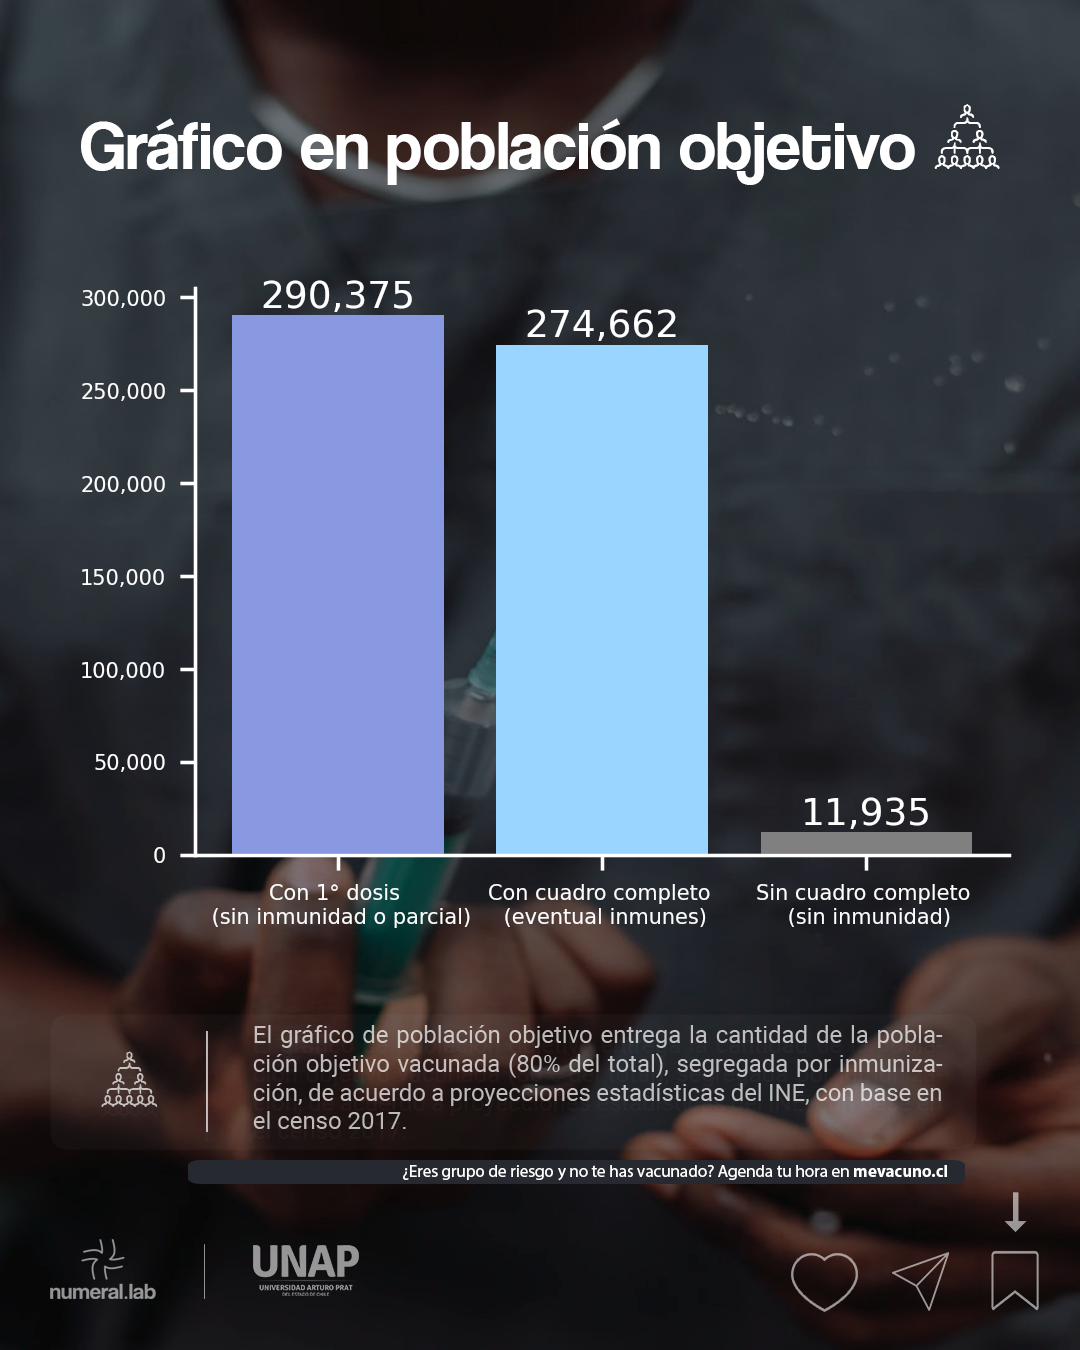 Gráfico en población objetivo
300,000
250,000
200,000
150,000
100,000
50,000
0
290,375
274,662
11,935
Con 1° dosis
(sin inmunidad o parcial)
Con cuadro completo
(eventual inmunes)
Sin cuadro completo
(sin inmunidad)
El gráfico de población objetivo entrega la cantidad de la pobla-
ción objetivo vacunada (80% del total), segregada por inmuniza-
ción, de acuerdo a proyecciones estadísticas del INE, con base en
el censo 2017.
¿Eres grupo de riesgo y no te has vacunado? Agenda tu hora en mevacuno.cl
numeral.lab
UNAP
UNIVERSIDAD ARTURO PRAT
DEL ESTADO DE CHILE